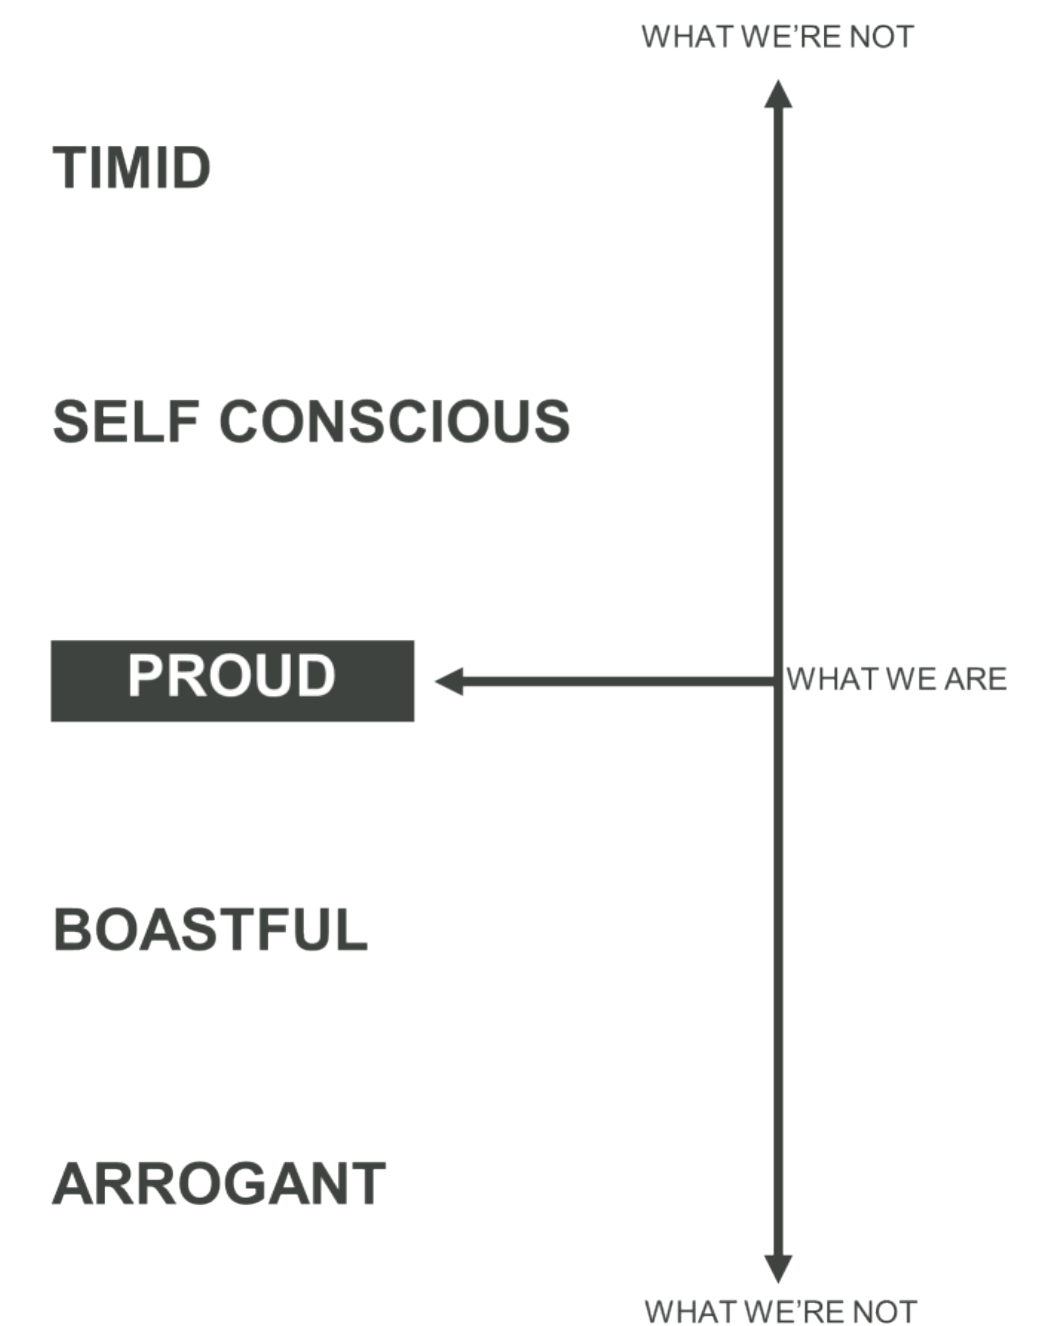 WHAT WE’RE NOT
TIMID
SELF CONSCIOUS
PROUD
WHAT WE ARE
BOASTFUL
ARROGANT
WHAT WE’RE NOT